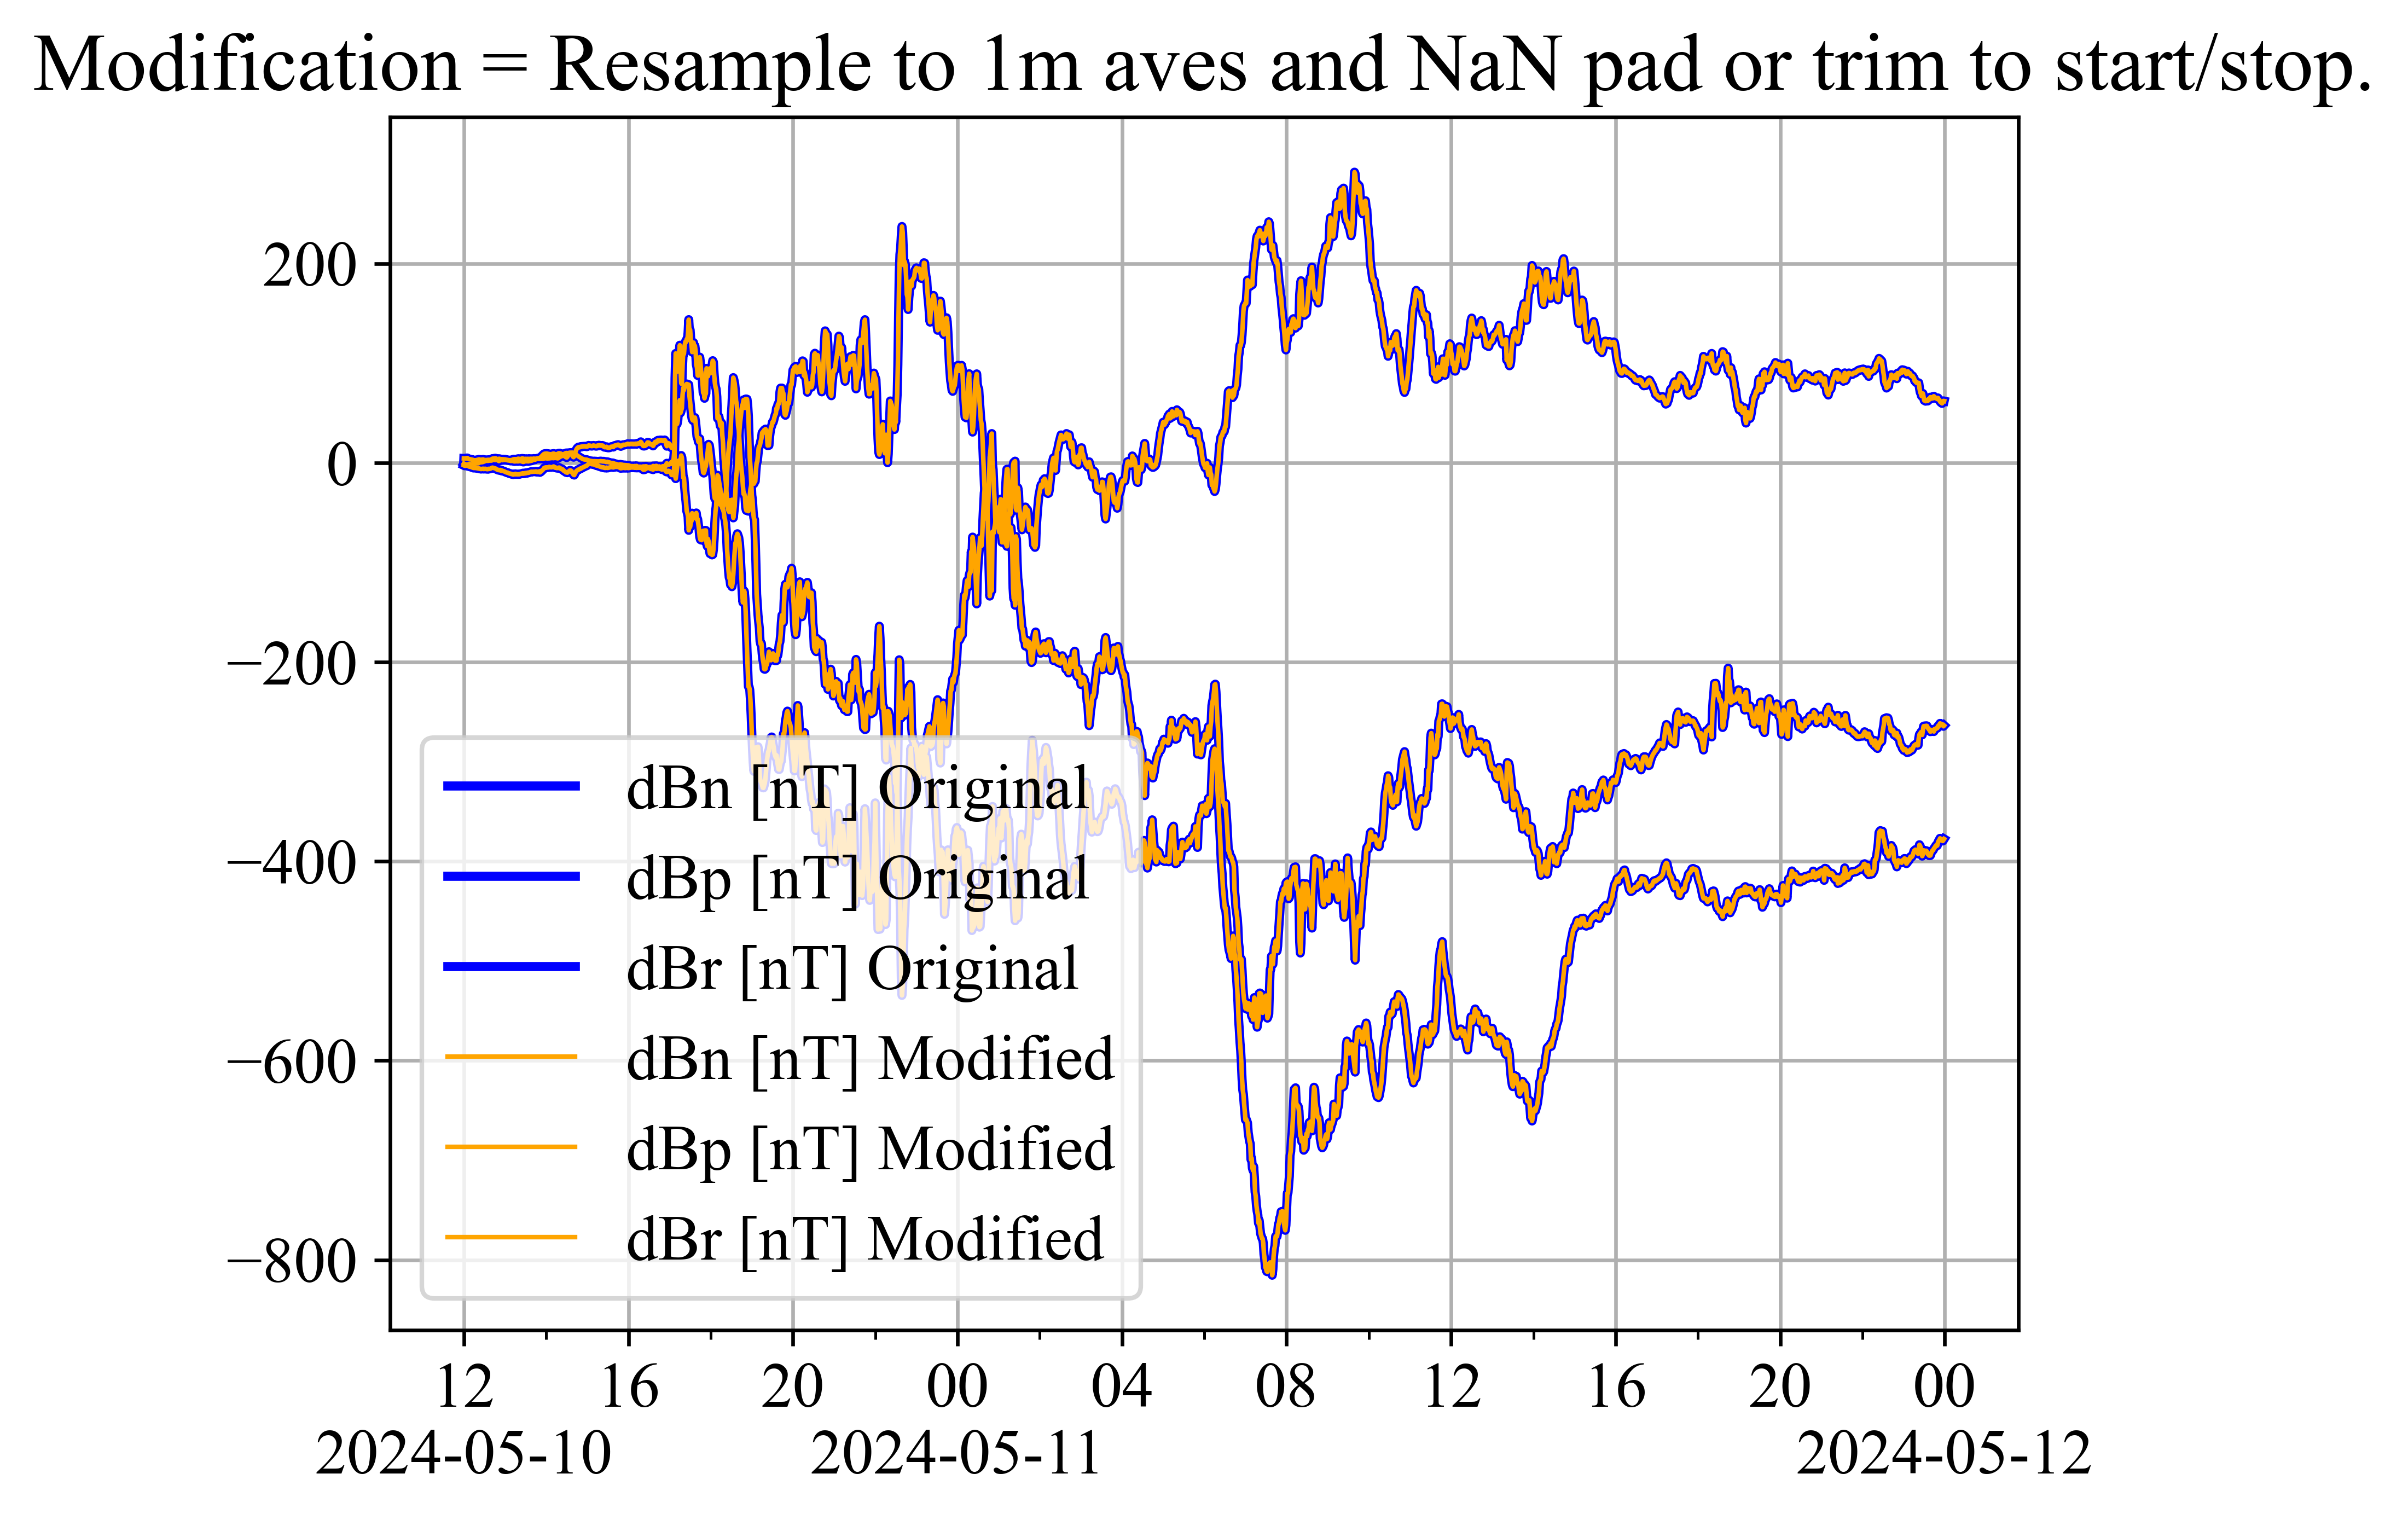 Modification = Resample to 1m aves and NaN pad or trim to start/stop.
200
0
−200
−400
−600
−800
dBn [nT] Original
dBp [nT] Original
dBr [nT] Original
dBn [nT] Modified
dBp [nT] Modified
dBr [nT] Modified
12 16 20 00 04 08 12 16 20 00
2024-05-10 2024-05-11 2024-05-12